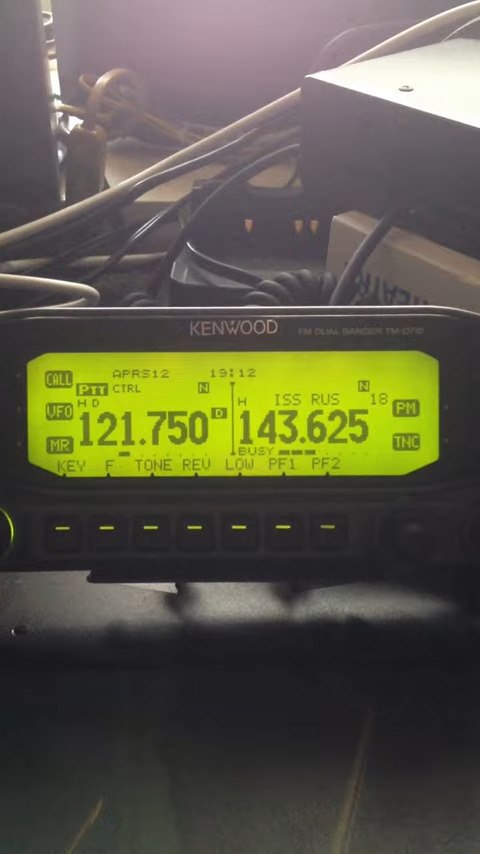 KENWOOD FM DUAL BANDER TM-D710
CALL APRS12 19:12
PTT CTRL N N
VFO H D H ISS RUS 18 PM
121.750 D 143.625
MR BUSY TNC
KEY F TONE REV LOW PF1 PF2